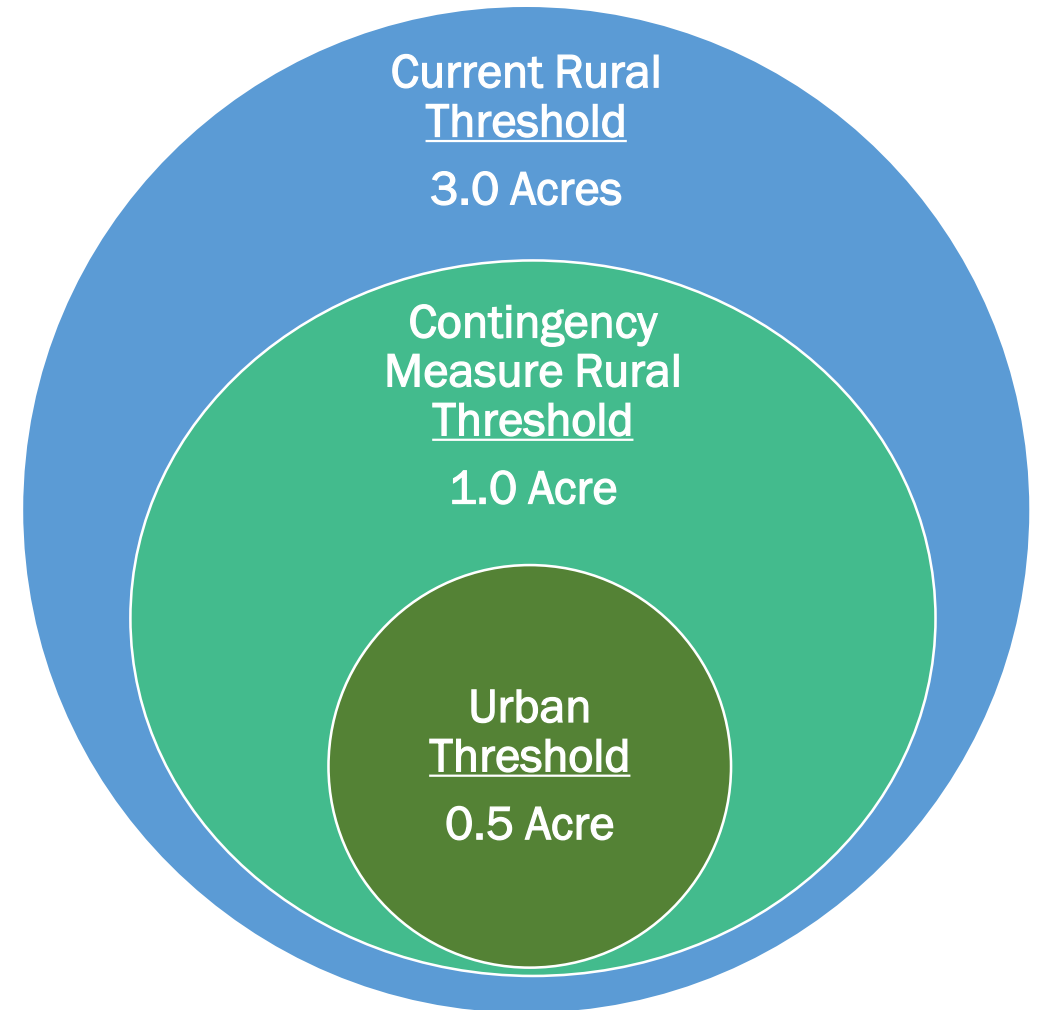 Current Rural
Threshold
3.0 Acres
Contingency
Measure Rural
Threshold
1.0 Acre
Urban
Threshold
0.5 Acre